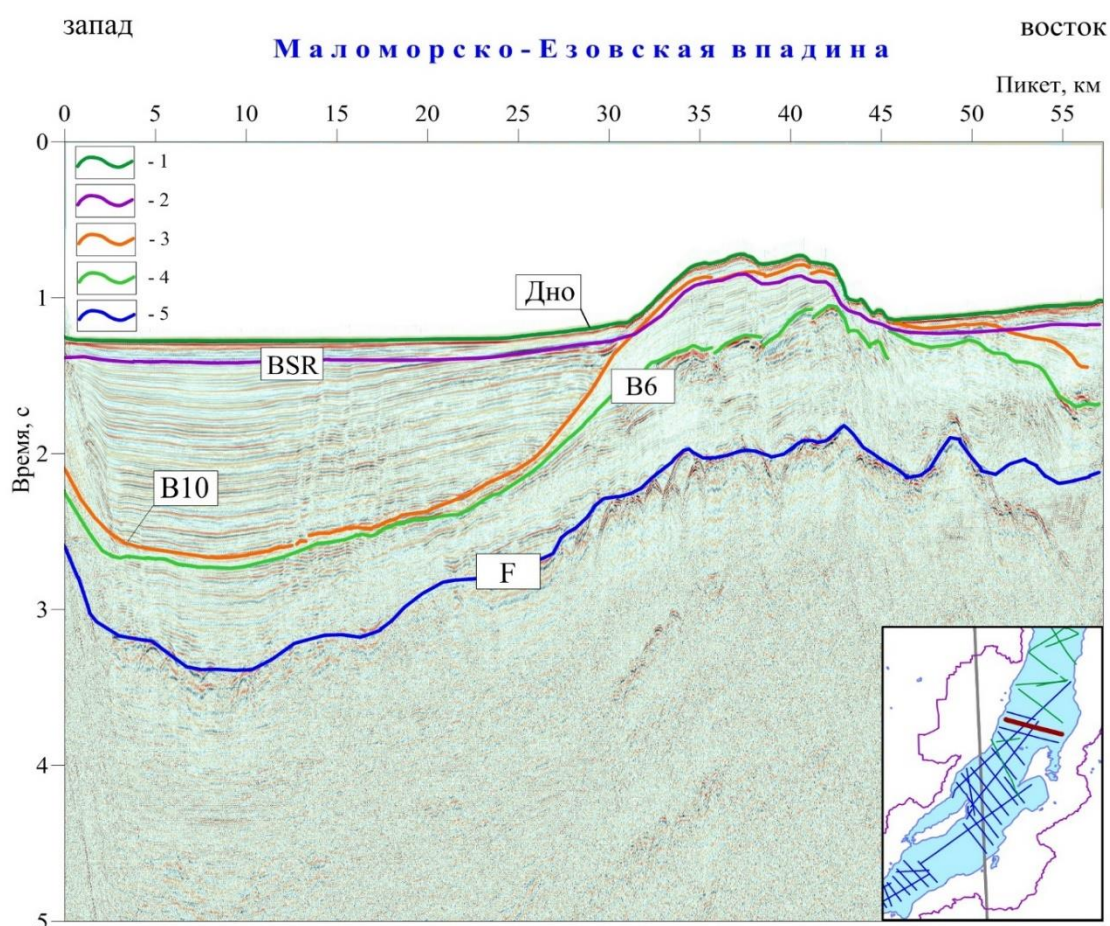 запад
восток
Маломорско-Езовская впадина
Пикет, км
0 5 10 15 20 25 30 35 40 45 50 55
0
- 1
- 2
- 3
- 4
- 5
1
Дно
BSR
B6
2
B10
Время, с
F
3
4
5